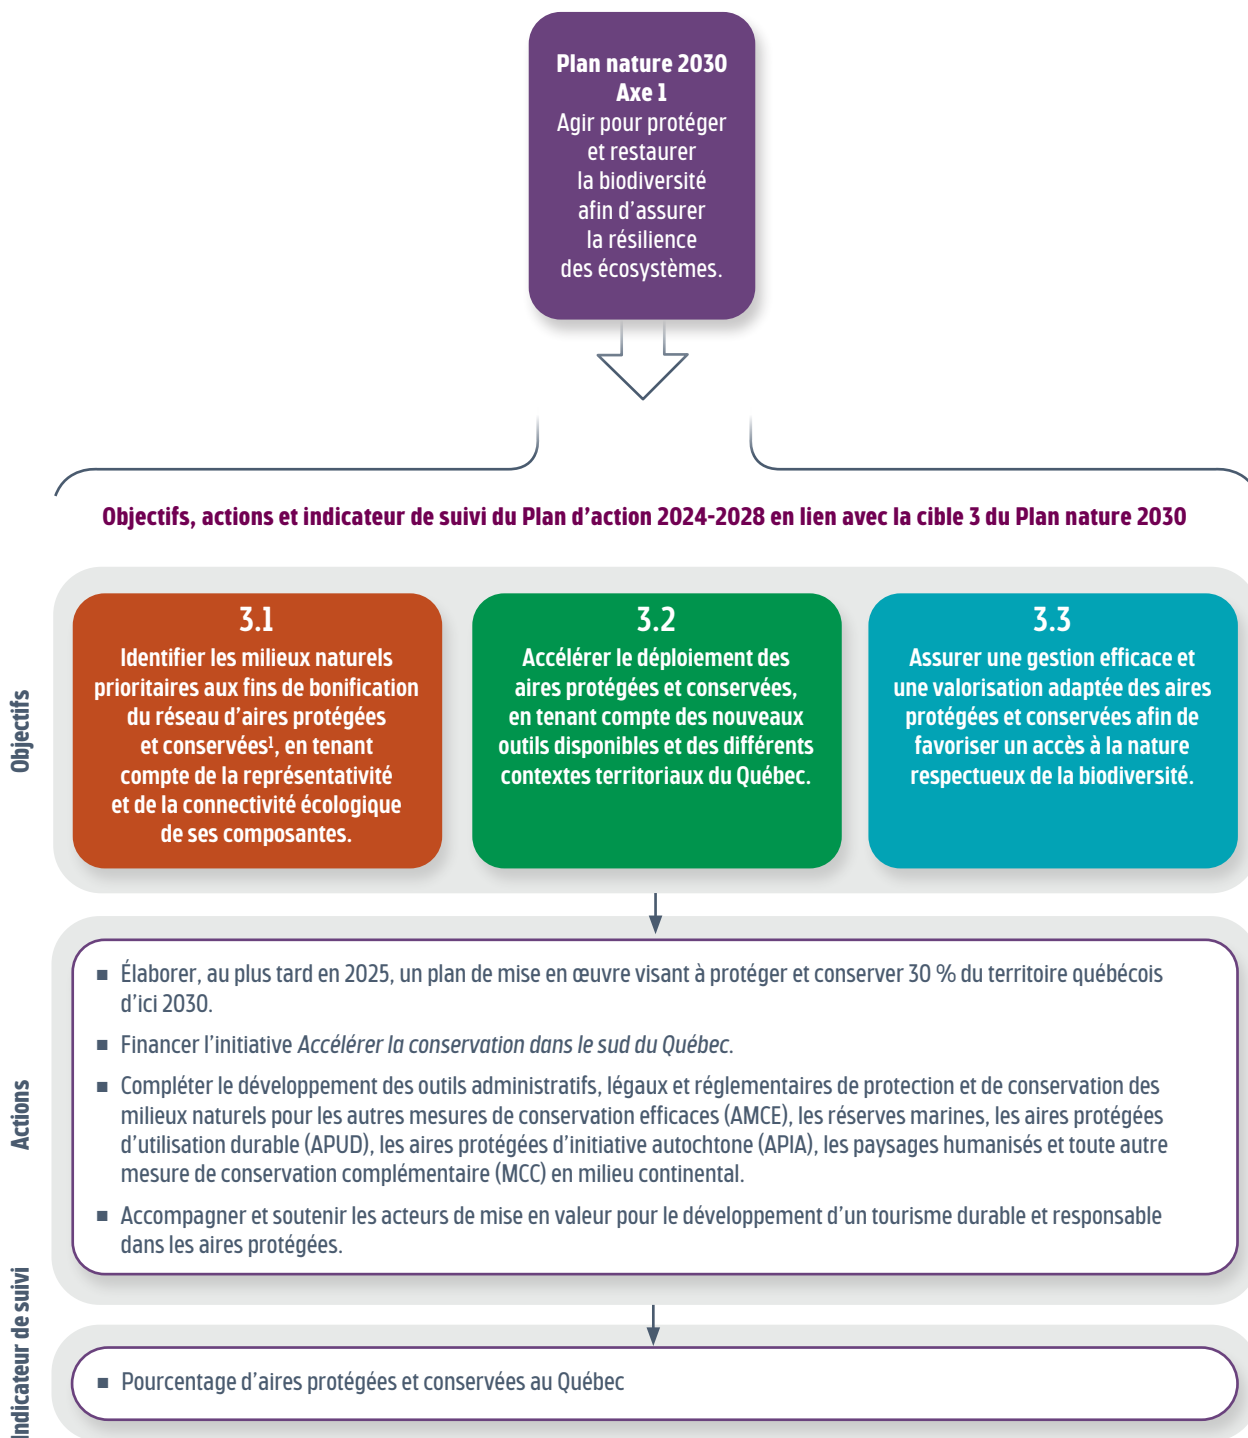 Plan nature 2030
Axe 1
Agir pour protéger
et restaurer
la biodiversité
afin d’assurer
la résilience
des écosystèmes.
Objectifs, actions et indicateur de suivi du Plan d’action 2024-2028 en lien avec la cible 3 du Plan nature 2030
Objectifs
3.1
Identifier les milieux naturels
prioritaires aux fins de bonification
du réseau d’aires protégées
et conservées¹, en tenant
compte de la représentativité
et de la connectivité écologique
de ses composantes.
3.2
Accélérer le déploiement des
aires protégées et conservées,
en tenant compte des nouveaux
outils disponibles et des différents
contextes territoriaux du Québec.
3.3
Assurer une gestion efficace et
une valorisation adaptée des aires
protégées et conservées afin de
favoriser un accès à la nature
respectueux de la biodiversité.
Actions
■ Élaborer, au plus tard en 2025, un plan de mise en œuvre visant à protéger et conserver 30 % du territoire québécois
d’ici 2030.
■ Financer l’initiative Accélérer la conservation dans le sud du Québec.
■ Compléter le développement des outils administratifs, légaux et réglementaires de protection et de conservation des
milieux naturels pour les autres mesures de conservation efficaces (AMCE), les réserves marines, les aires protégées
d’utilisation durable (APUD), les aires protégées d’initiative autochtone (APIA), les paysages humanisés et toute autre
mesure de conservation complémentaire (MCC) en milieu continental.
■ Accompagner et soutenir les acteurs de mise en valeur pour le développement d’un tourisme durable et responsable
dans les aires protégées.
Indicateur de suivi
■ Pourcentage d’aires protégées et conservées au Québec